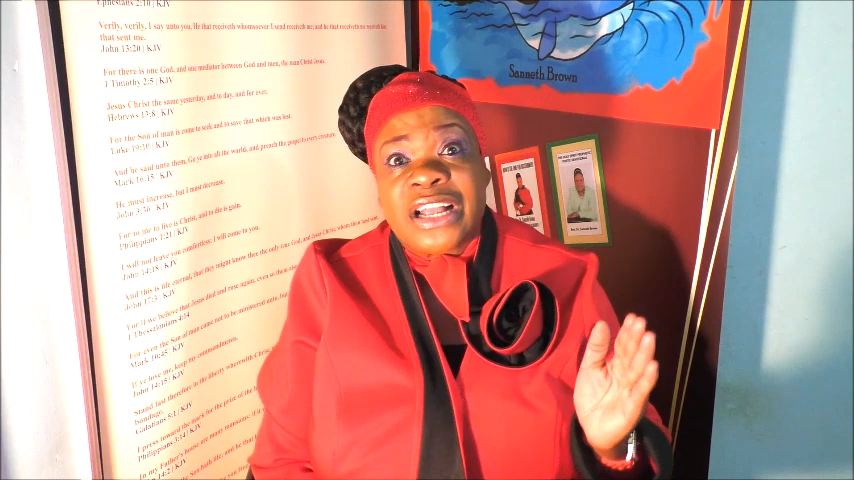 Ephesians 2:10 | KJV
Verily, verily, I say unto you, He that receiveth whomsoever I send receiveth me; and he that receiveth me receiveth him
that sent me.
John 13:20 | KJV
For there is one God, and one mediator between God and men, the man Christ Jesus.
1 Timothy 2:5 | KJV
Jesus Christ the same yesterday, and to day, and for ever.
Hebrews 13:8 | KJV
For the Son of man is come to seek and to save that which was lost.
Luke 19:10 | KJV
And he said unto them, Go ye into all the world, and preach the gospel to every creature.
Mark 16:15 | KJV
He must increase, but I must decrease.
John 3:30 | KJV
For to me to live is Christ, and to die is gain.
Philippians 1:21 | KJV
I will not leave you comfortless: I will come to you.
John 14:18 | KJV
And this is life eternal, that they might know thee the only true God, and Jesus Christ, whom thou hast sent.
John 17:3 | KJV
For if we believe that Jesus died and rose again, even so them also
1 Thessalonians 4:14
For even the Son of man came not to be ministered unto, but
Mark 10:45 | KJV
If ye love me, keep my commandments.
John 14:15 | KJV
Stand fast therefore in the liberty wherewith Christ
bondage.
Galatians 5:1 | KJV
I press toward the mark for the prize of the
Philippians 3:14 | KJV
In my Father's house are many mansions: if it
John 14:2 | KJV
Sanneth Brown